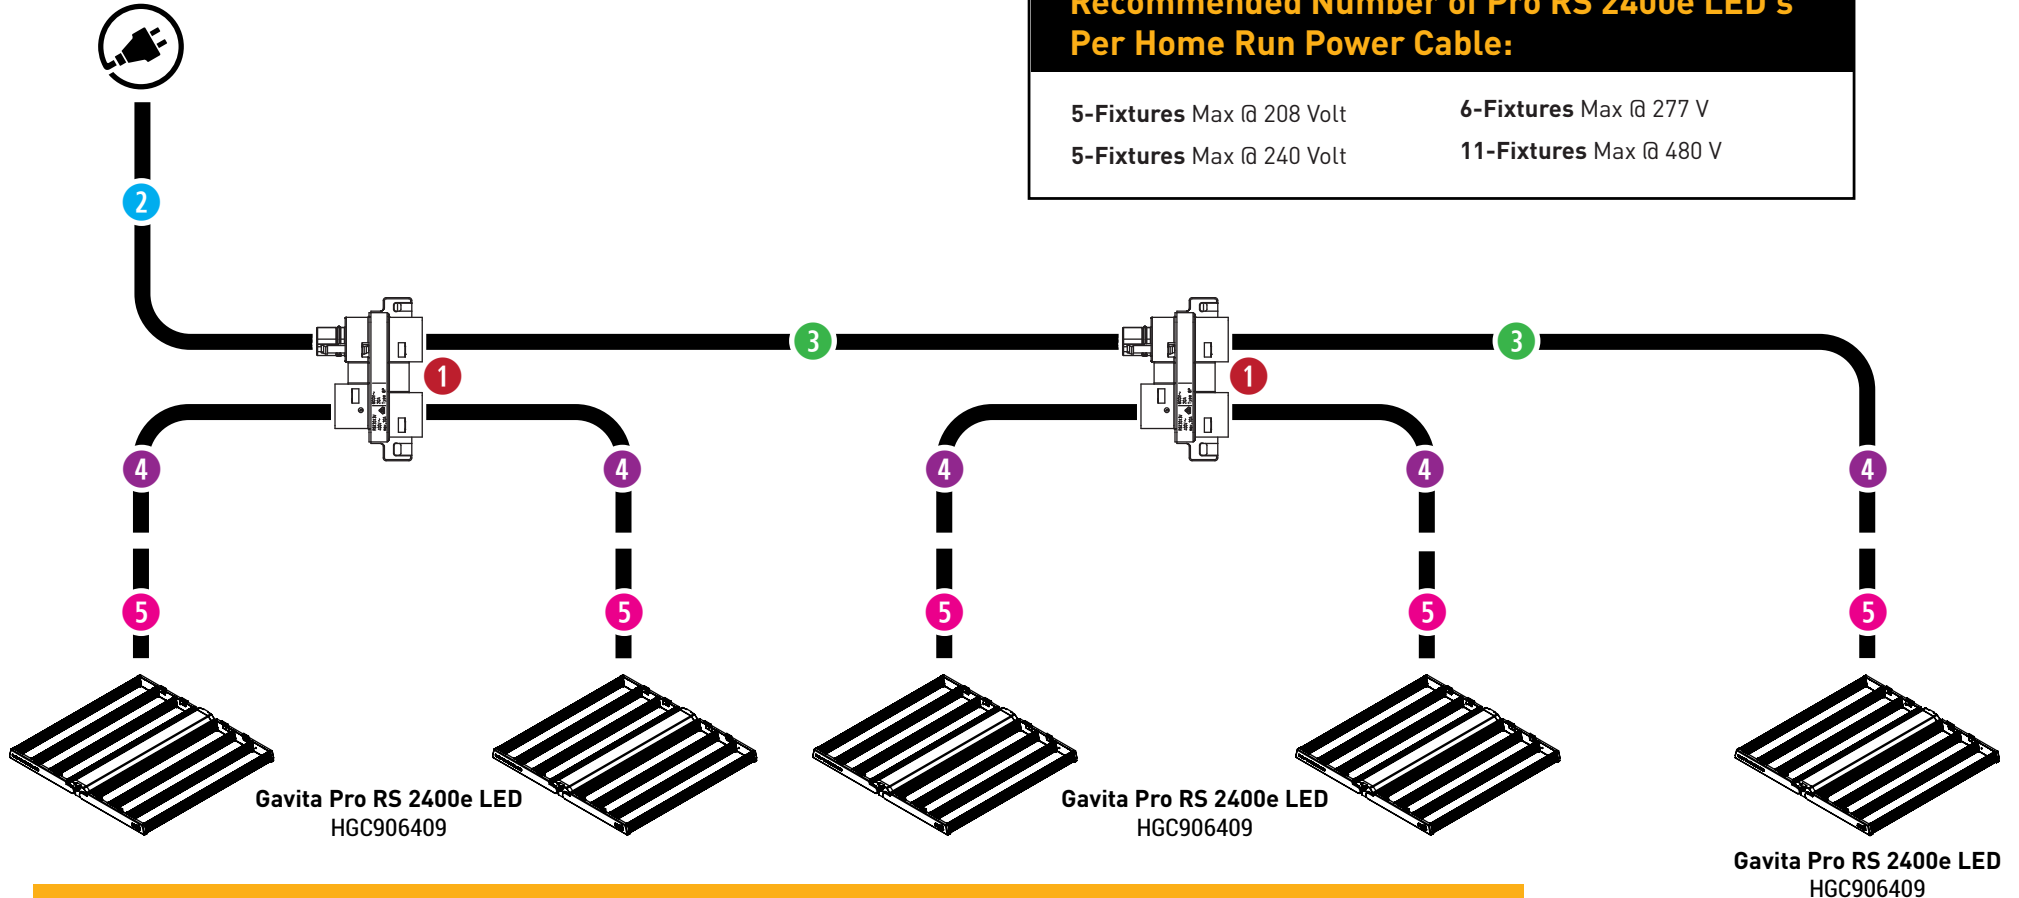 Recommended Number of Pro RS 2400e LED's
Per Home Run Power Cable:
5-Fixtures Max @ 208 Volt
6-Fixtures Max @ 277 V
5-Fixtures Max @ 240 Volt
11-Fixtures Max @ 480 V
2
3
3
1
1
4
4
4
4
4
5
5
5
5
5
Gavita Pro RS 2400e LED
HGC906409
Gavita Pro RS 2400e LED
HGC906409
Gavita Pro RS 2400e LED
HGC906409